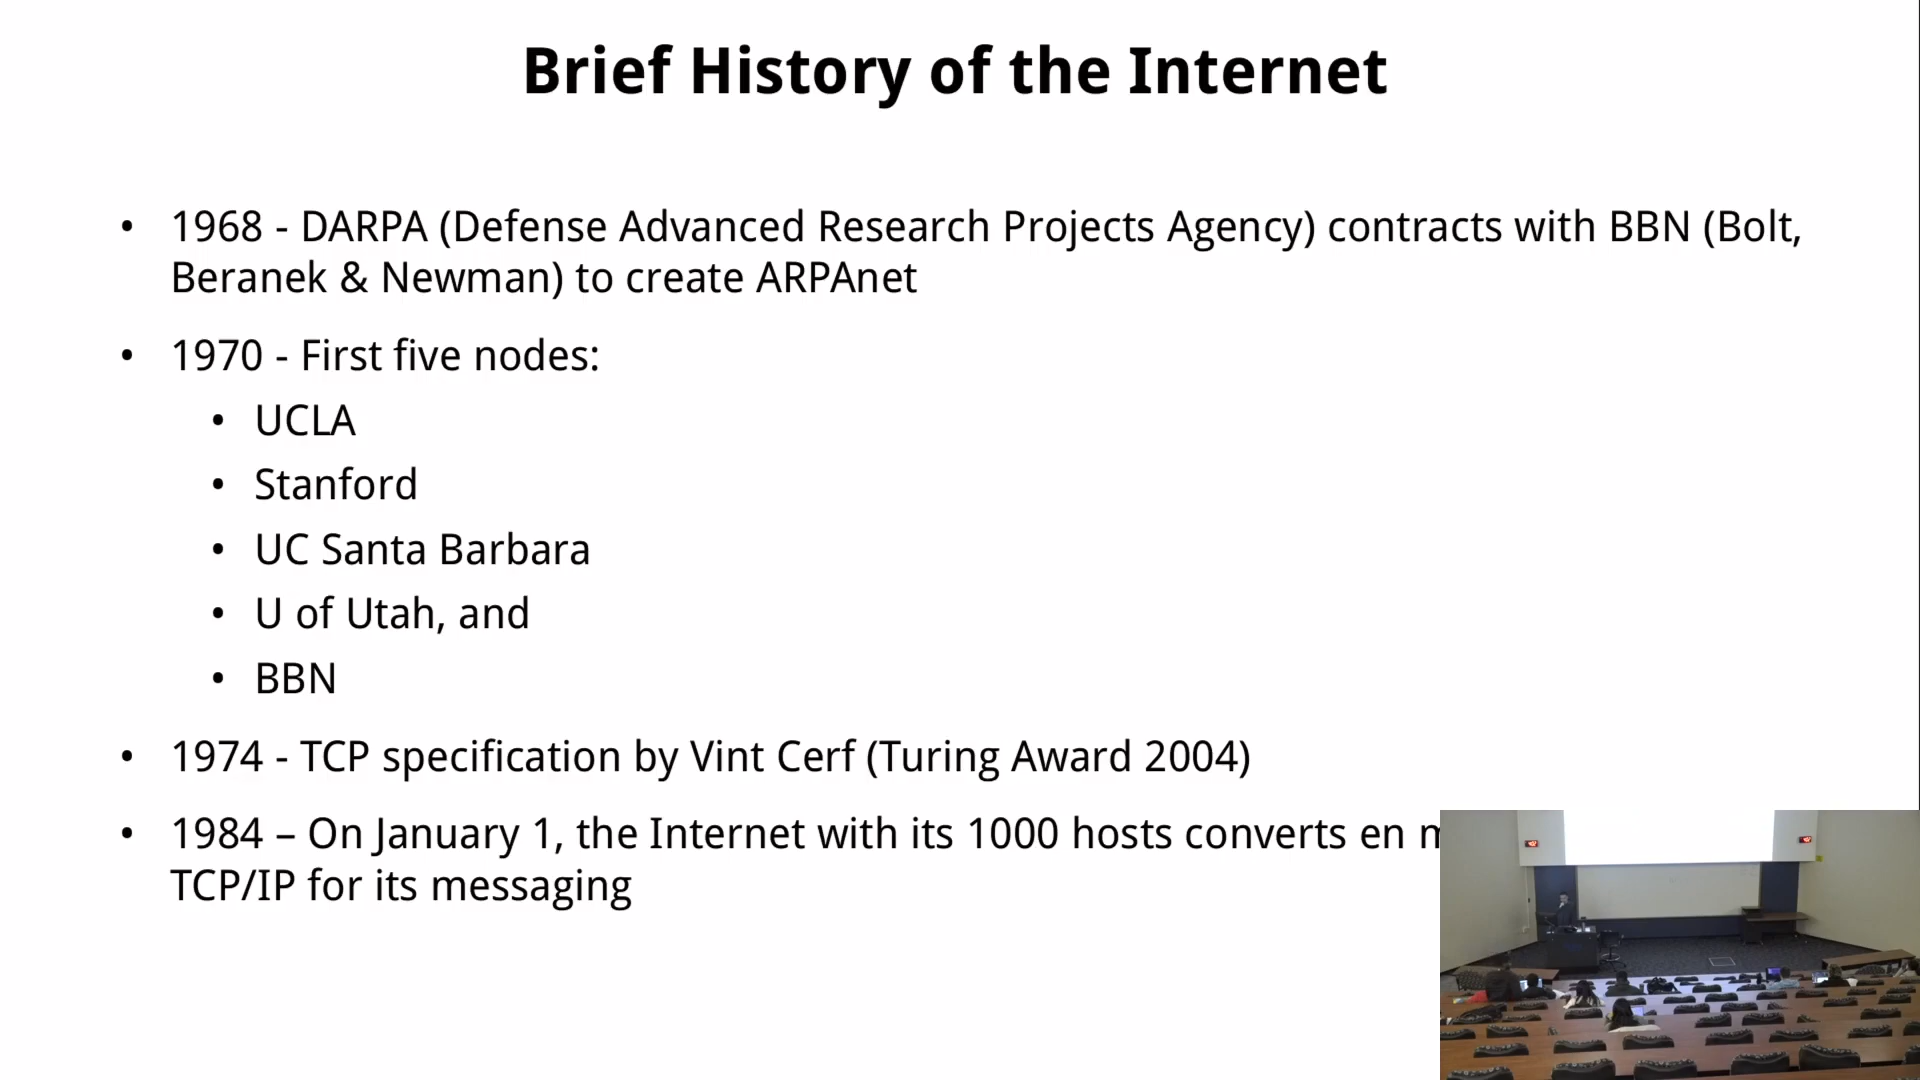 Brief History of the Internet
• 1968 - DARPA (Defense Advanced Research Projects Agency) contracts with BBN (Bolt,
Beranek & Newman) to create ARPAnet
• 1970 - First five nodes:
• UCLA
• Stanford
• UC Santa Barbara
• U of Utah, and
• BBN
• 1974 - TCP specification by Vint Cerf (Turing Award 2004)
• 1984 – On January 1, the Internet with its 1000 hosts converts en
TCP/IP for its messaging